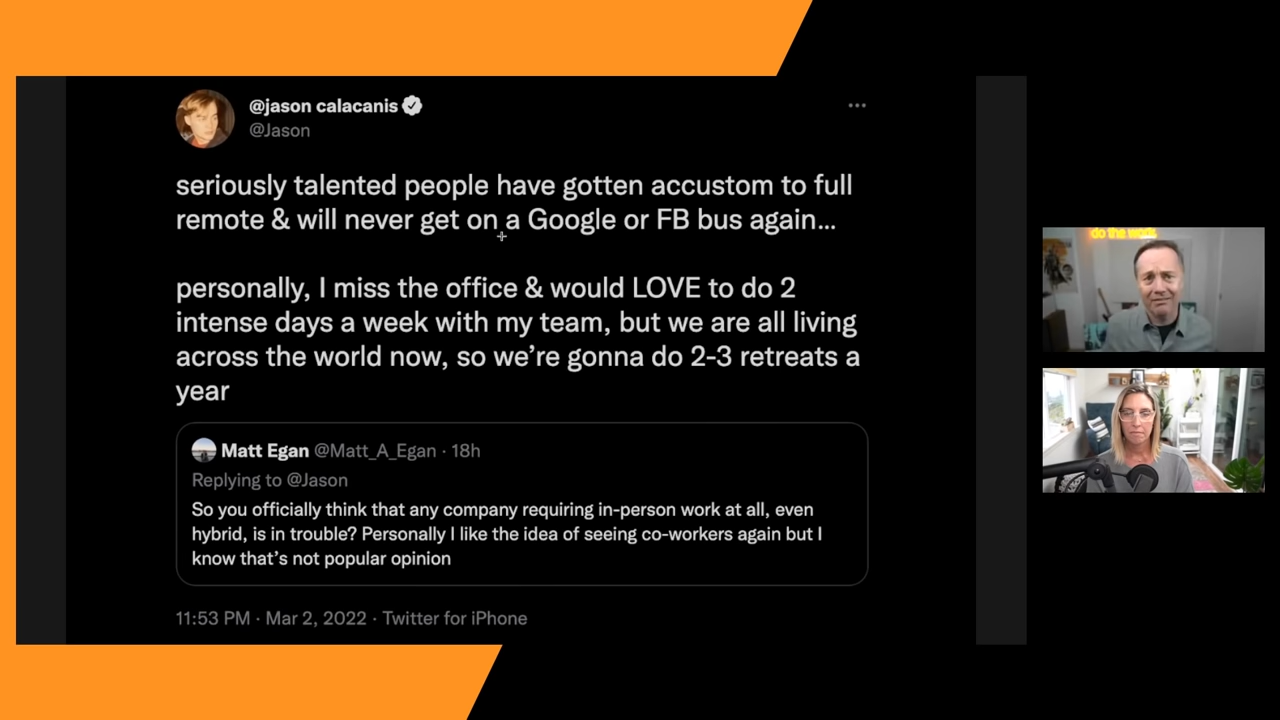 @jason calacanis
@Jason
seriously talented people have gotten accustom to full
remote & will never get on a Google or FB bus again...
personally, I miss the office & would LOVE to do 2
intense days a week with my team, but we are all living
across the world now, so we’re gonna do 2-3 retreats a
year
Matt Egan @Matt_A_Egan · 18h
Replying to @Jason
So you officially think that any company requiring in-person work at all, even
hybrid, is in trouble? Personally I like the idea of seeing co-workers again but I
know that’s not popular opinion
11:53 PM · Mar 2, 2022 · Twitter for iPhone
do the work